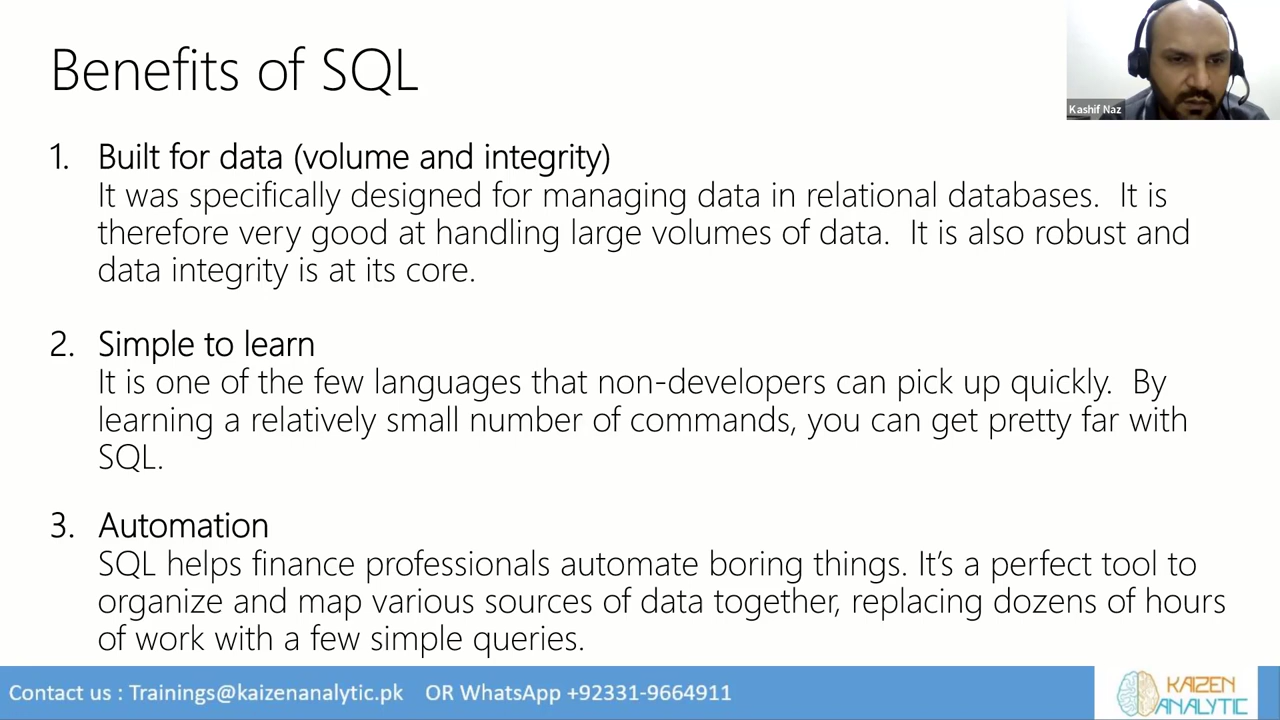 Benefits of SQL
Kashif Naz
1. Built for data (volume and integrity)
It was specifically designed for managing data in relational databases.  It is
therefore very good at handling large volumes of data.  It is also robust and
data integrity is at its core.
2. Simple to learn
It is one of the few languages that non-developers can pick up quickly.  By
learning a relatively small number of commands, you can get pretty far with
SQL.
3. Automation
SQL helps finance professionals automate boring things. It’s a perfect tool to
organize and map various sources of data together, replacing dozens of hours
of work with a few simple queries.
Contact us : Trainings@kaizenanalytic.pk    OR WhatsApp +92331-9664911
KAIZEN
ANALYTIC